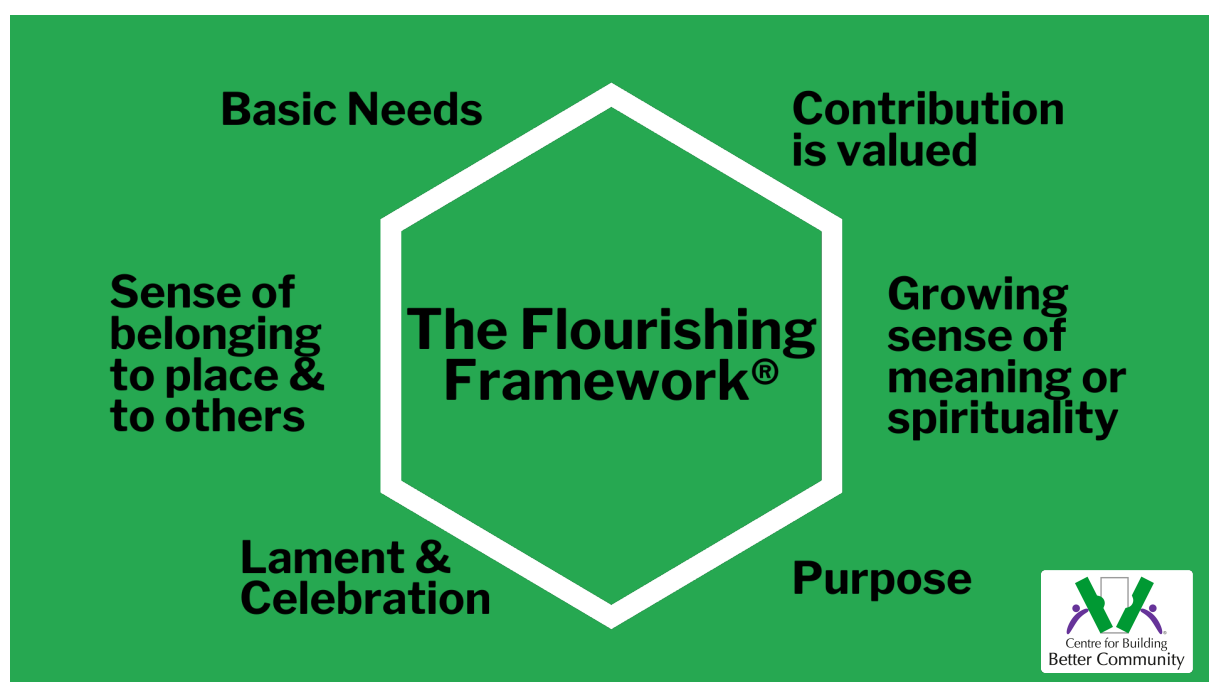 Basic Needs
Contribution
is valued
Sense of
belonging
to place &
to others
The Flourishing
Framework®
Growing
sense of
meaning or
spirituality
Lament &
Celebration
Purpose
Centre for Building
Better Community